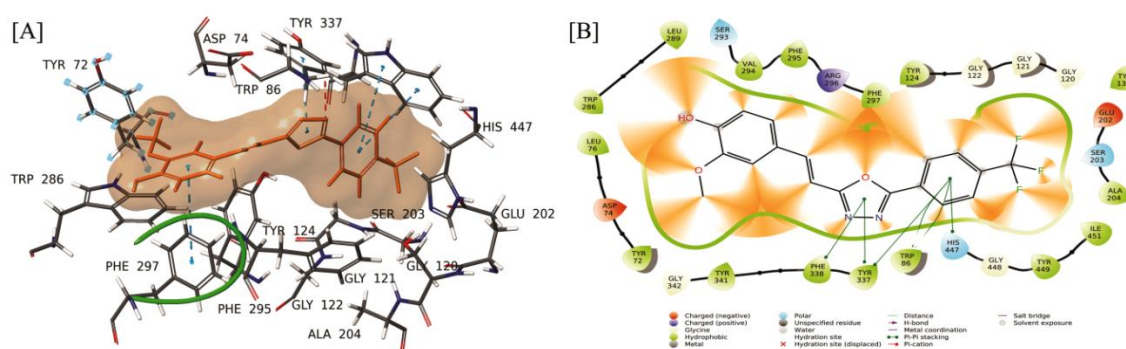 [A]
TYR 337
ASP 74
TYR 72
TRP 86
HIS 447
TRP 286
SER 203
GLU 202
TYR 124
PHE 297
GLY 121
GLY 120
PHE 295
GLY 122
ALA 204
[B]
LEU 289
SER 293
VAL 294
PHE 295
ARG 296
PHE 297
TYR 124
GLY 122
GLY 121
GLY 120
TRP 286
GLU 202
HO
F
LEU 76
SER 203
O
O
F
F
ALA 204
ASP 74
N
N
ILE 451
TYR 72
HIS 447
TRP 86
GLY 448
TYR 449
GLY 342
TYR 341
PHE 338
TYR 337
Charged (negative)
Charged (positive)
Glycine
Hydrophobic
Metal
Polar
Unspecified residue
Water
Hydration site
Hydration site (displaced)
Distance
H-bond
Metal coordination
Pi-Pi stacking
Pi-cation
Salt bridge
Solvent exposure